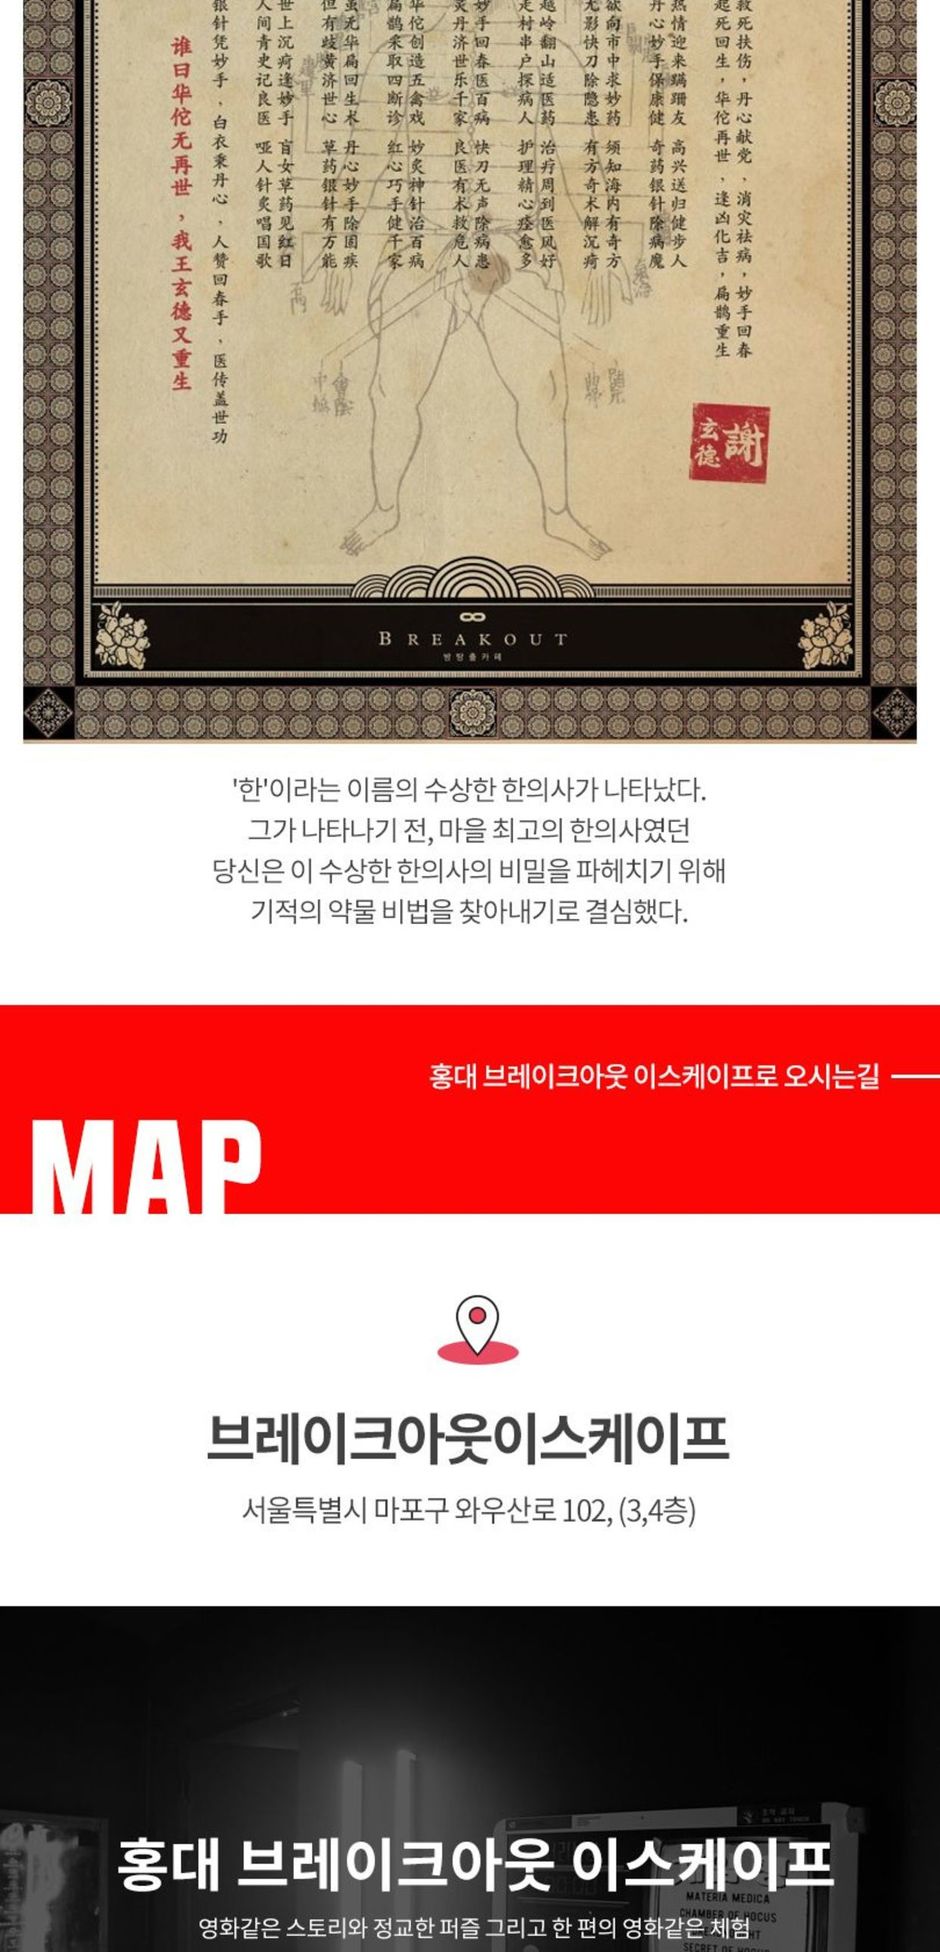 救死扶伤，丹心献党，消灾祛病，妙手回春
起死回生，华佗再世，逢凶化吉，扁鹊重生
热情迎来蹒跚友 高兴送归健步人
丹心妙手保康健 奇药银针除病魔
欲向市中求妙药 须知海内有奇方
无影快刀除隐患 有方奇术解沉疴
越岭翻山适医药 治疗周到医风好
走村串户探病人 护理精心痊愈多
妙手回春医百病 快刀无声除病患
灵丹济世乐千家 良医有术救危人
华佗创造五禽戏 妙炙神针治百病
扁鹊采取四断诊 红心巧手健千家
虽无华扁回生术 丹心妙手除固疾
但有歧黄济世心 草药银针有万能
世上沉疴逢妙手 盲女草药见红日
人间青史记良医 哑人针炙唱国歌
银针凭妙手，白衣秉丹心，人赞回春手，医传盖世功
谁曰华佗无再世，我王玄德又重生
謝
玄德
BREAKOUT
방탈출카페
'한'이라는 이름의 수상한 한의사가 나타났다.
그가 나타나기 전, 마을 최고의 한의사였던
당신은 이 수상한 한의사의 비밀을 파헤치기 위해
기적의 약물 비법을 찾아내기로 결심했다.
홍대 브레이크아웃 이스케이프로 오시는길
MAP
브레이크아웃이스케이프
서울특별시 마포구 와우산로 102, (3,4층)
홍대 브레이크아웃 이스케이프
MATERIA MEDICA
CHAMBER OF HOCUS
영화같은 스토리와 정교한 퍼즐 그리고 한 편의 영화같은 체험
SECRET OF HOCUS